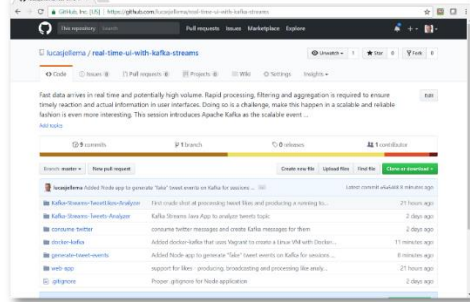 GitHub, Inc. [US] https://github.com/lucasjellema/real-time-ui-with-kafka-streams
This repository Search Pull requests Issues Marketplace Explore
lucasjellema / real-time-ui-with-kafka-streams Unwatch 1 Star 0 Fork 0
Code Issues 0 Pull requests 0 Projects 0 Wiki Settings Insights
Fast data arrives in real time and potentially high volume. Rapid processing, filtering and aggregation is required to ensure Edit
timely reaction and actual information in user interfaces. Doing so is a challenge, make this happen in a scalable and reliable
fashion is even more interesting. This session introduces Apache Kafka as the scalable event ...
Add topics
9 commits 1 branch 0 releases 1 contributor
Branch: master New pull request Create new file Upload files Find file Clone or download
lucasjellema Added Node app to generate "fake" tweet events on Kafka for sessions ... Latest commit 8 minutes ago
Kafka-Streams-TweetLikes-Analyzer First crude shot at processing tweet likes and producing a running to... 21 hours ago
Kafka-Streams-Tweets-Analyzer Kafka Streams Java App to analyze tweets topic 2 days ago
consume-twitter consume twitter messages and create Kafka messages for them 2 days ago
docker-kafka Added docker-kafka that uses Vagrant to create a Linux VM with Docker... 11 minutes ago
generate-tweet-events Added Node app to generate "fake" tweet events on Kafka for sessions 8 minutes ago
web-app support for likes - producing, broadcasting and processing like analy... 21 hours ago
.gitignore Proper .gitignore for Node application 2 days ago